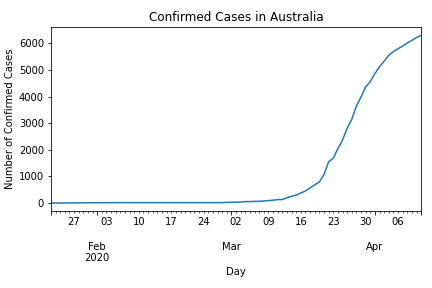 Confirmed Cases in Australia
Number of Confirmed Cases
6000
5000
4000
3000
2000
1000
0
27 03 10 17 24 02 09 16 23 30 06
Feb Mar Apr
2020
Day